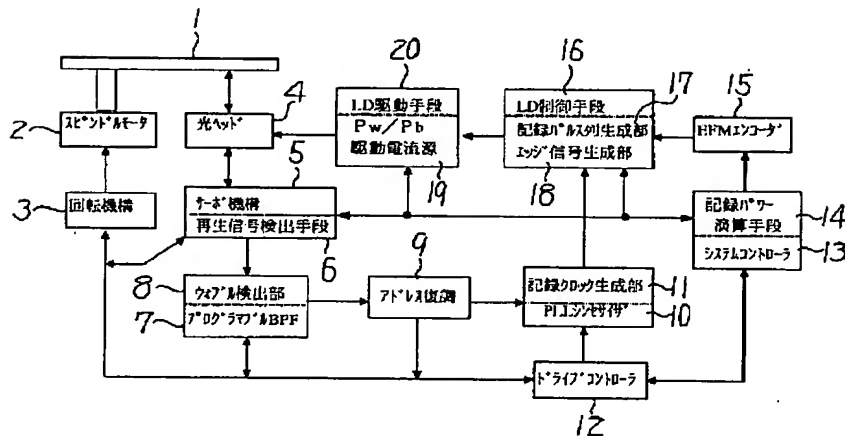 1
20
16
17
15
4
2
スピンドルモータ
光ヘッド
LD駆動手段
Pw/Pb
駆動電流源
19
LD制御手段
記録パルス列生成部
エッジ信号生成部
18
EFMエンコーダ
5
3
回転機構
サーボ機構
再生信号検出手段
6
記録パワー
演算手段
14
システムコントローラ
13
9
8
ウォブル検出部
7
プログラマブルBPF
アドレス復調
記録クロック生成部
11
PLLシンセサイザ
10
ドライブコントローラ
12